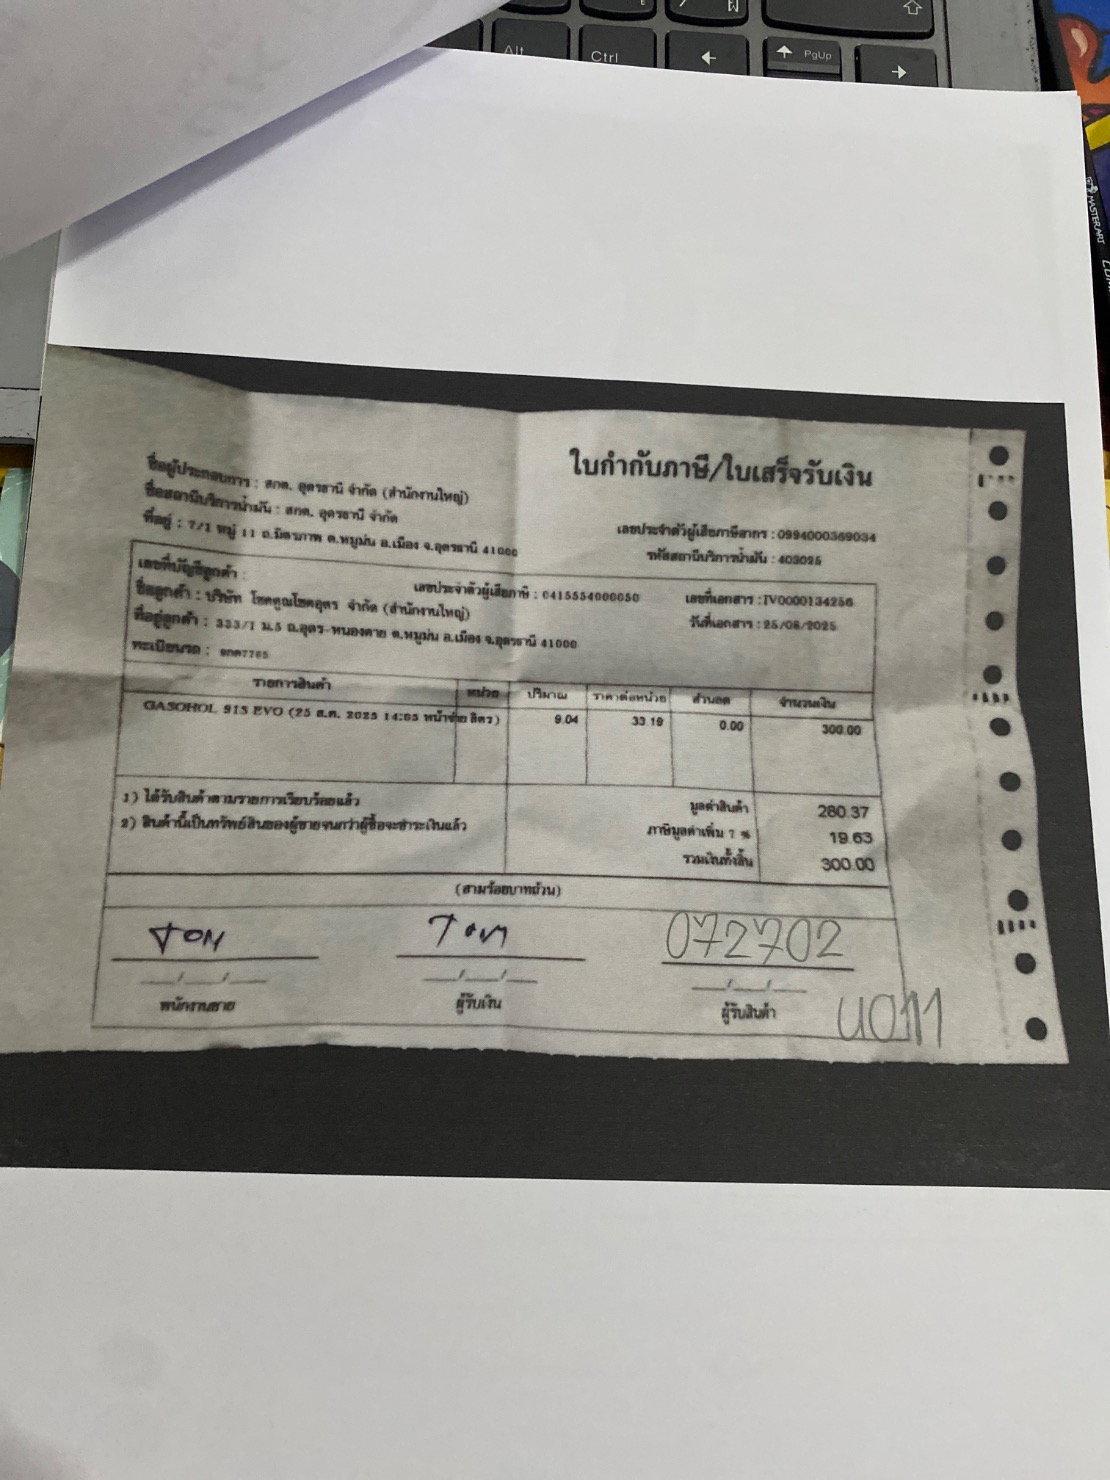 Alt
Ctrl
←
↑ PgUp
→
MASTERART
ใบกำกับภาษี/ใบเสร็จรับเงิน
ชื่อผู้ประกอบการ : สกต. อุดรธานี จำกัด (สำนักงานใหญ่)
ชื่อสถานีบริการน้ำมัน : สกต. อุดรธานี จำกัด
ที่อยู่ : 7/1 หมู่ 11 ถ.มิตรภาพ ต.หมูม่น อ.เมือง จ.อุดรธานี 41000
เลขประจำตัวผู้เสียภาษีอากร : 0994000369034
รหัสสถานีบริการน้ำมัน : 403025
เลขที่บัญชีลูกค้า :
เลขประจำตัวผู้เสียภาษี : 0415554000050
เลขที่เอกสาร : IV0000134256
ชื่อลูกค้า : บริษัท โชคคูณโชคอุดร จำกัด (สำนักงานใหญ่)
วันที่เอกสาร : 25/08/2025
ที่อยู่ลูกค้า : 333/1 ม.5 ถ.อุดร-หนองคาย ต.หมูม่น อ.เมือง จ.อุดรธานี 41000
ทะเบียนรถ :
รายการสินค้า หน่วย ปริมาณ ราคาต่อหน่วย ส่วนลด จำนวนเงิน
GASOHOL 91S EVO (25 ส.ค. 2025 14:05 หน้าจ่าย ลิตร) 9.04 33.19 0.00 300.00
1) ได้รับสินค้าตามรายการเรียบร้อยแล้ว
2) สินค้านี้เป็นทรัพย์สินของผู้ขายจนกว่าผู้ซื้อจะชำระเงินแล้ว
มูลค่าสินค้า 280.37
ภาษีมูลค่าเพิ่ม 7 % 19.63
รวมเงินทั้งสิ้น 300.00
(สามร้อยบาทถ้วน)
TOM Tom 072702
__/__/__ __/__/__ __/__/__
พนักงานขาย ผู้รับเงิน ผู้รับสินค้า